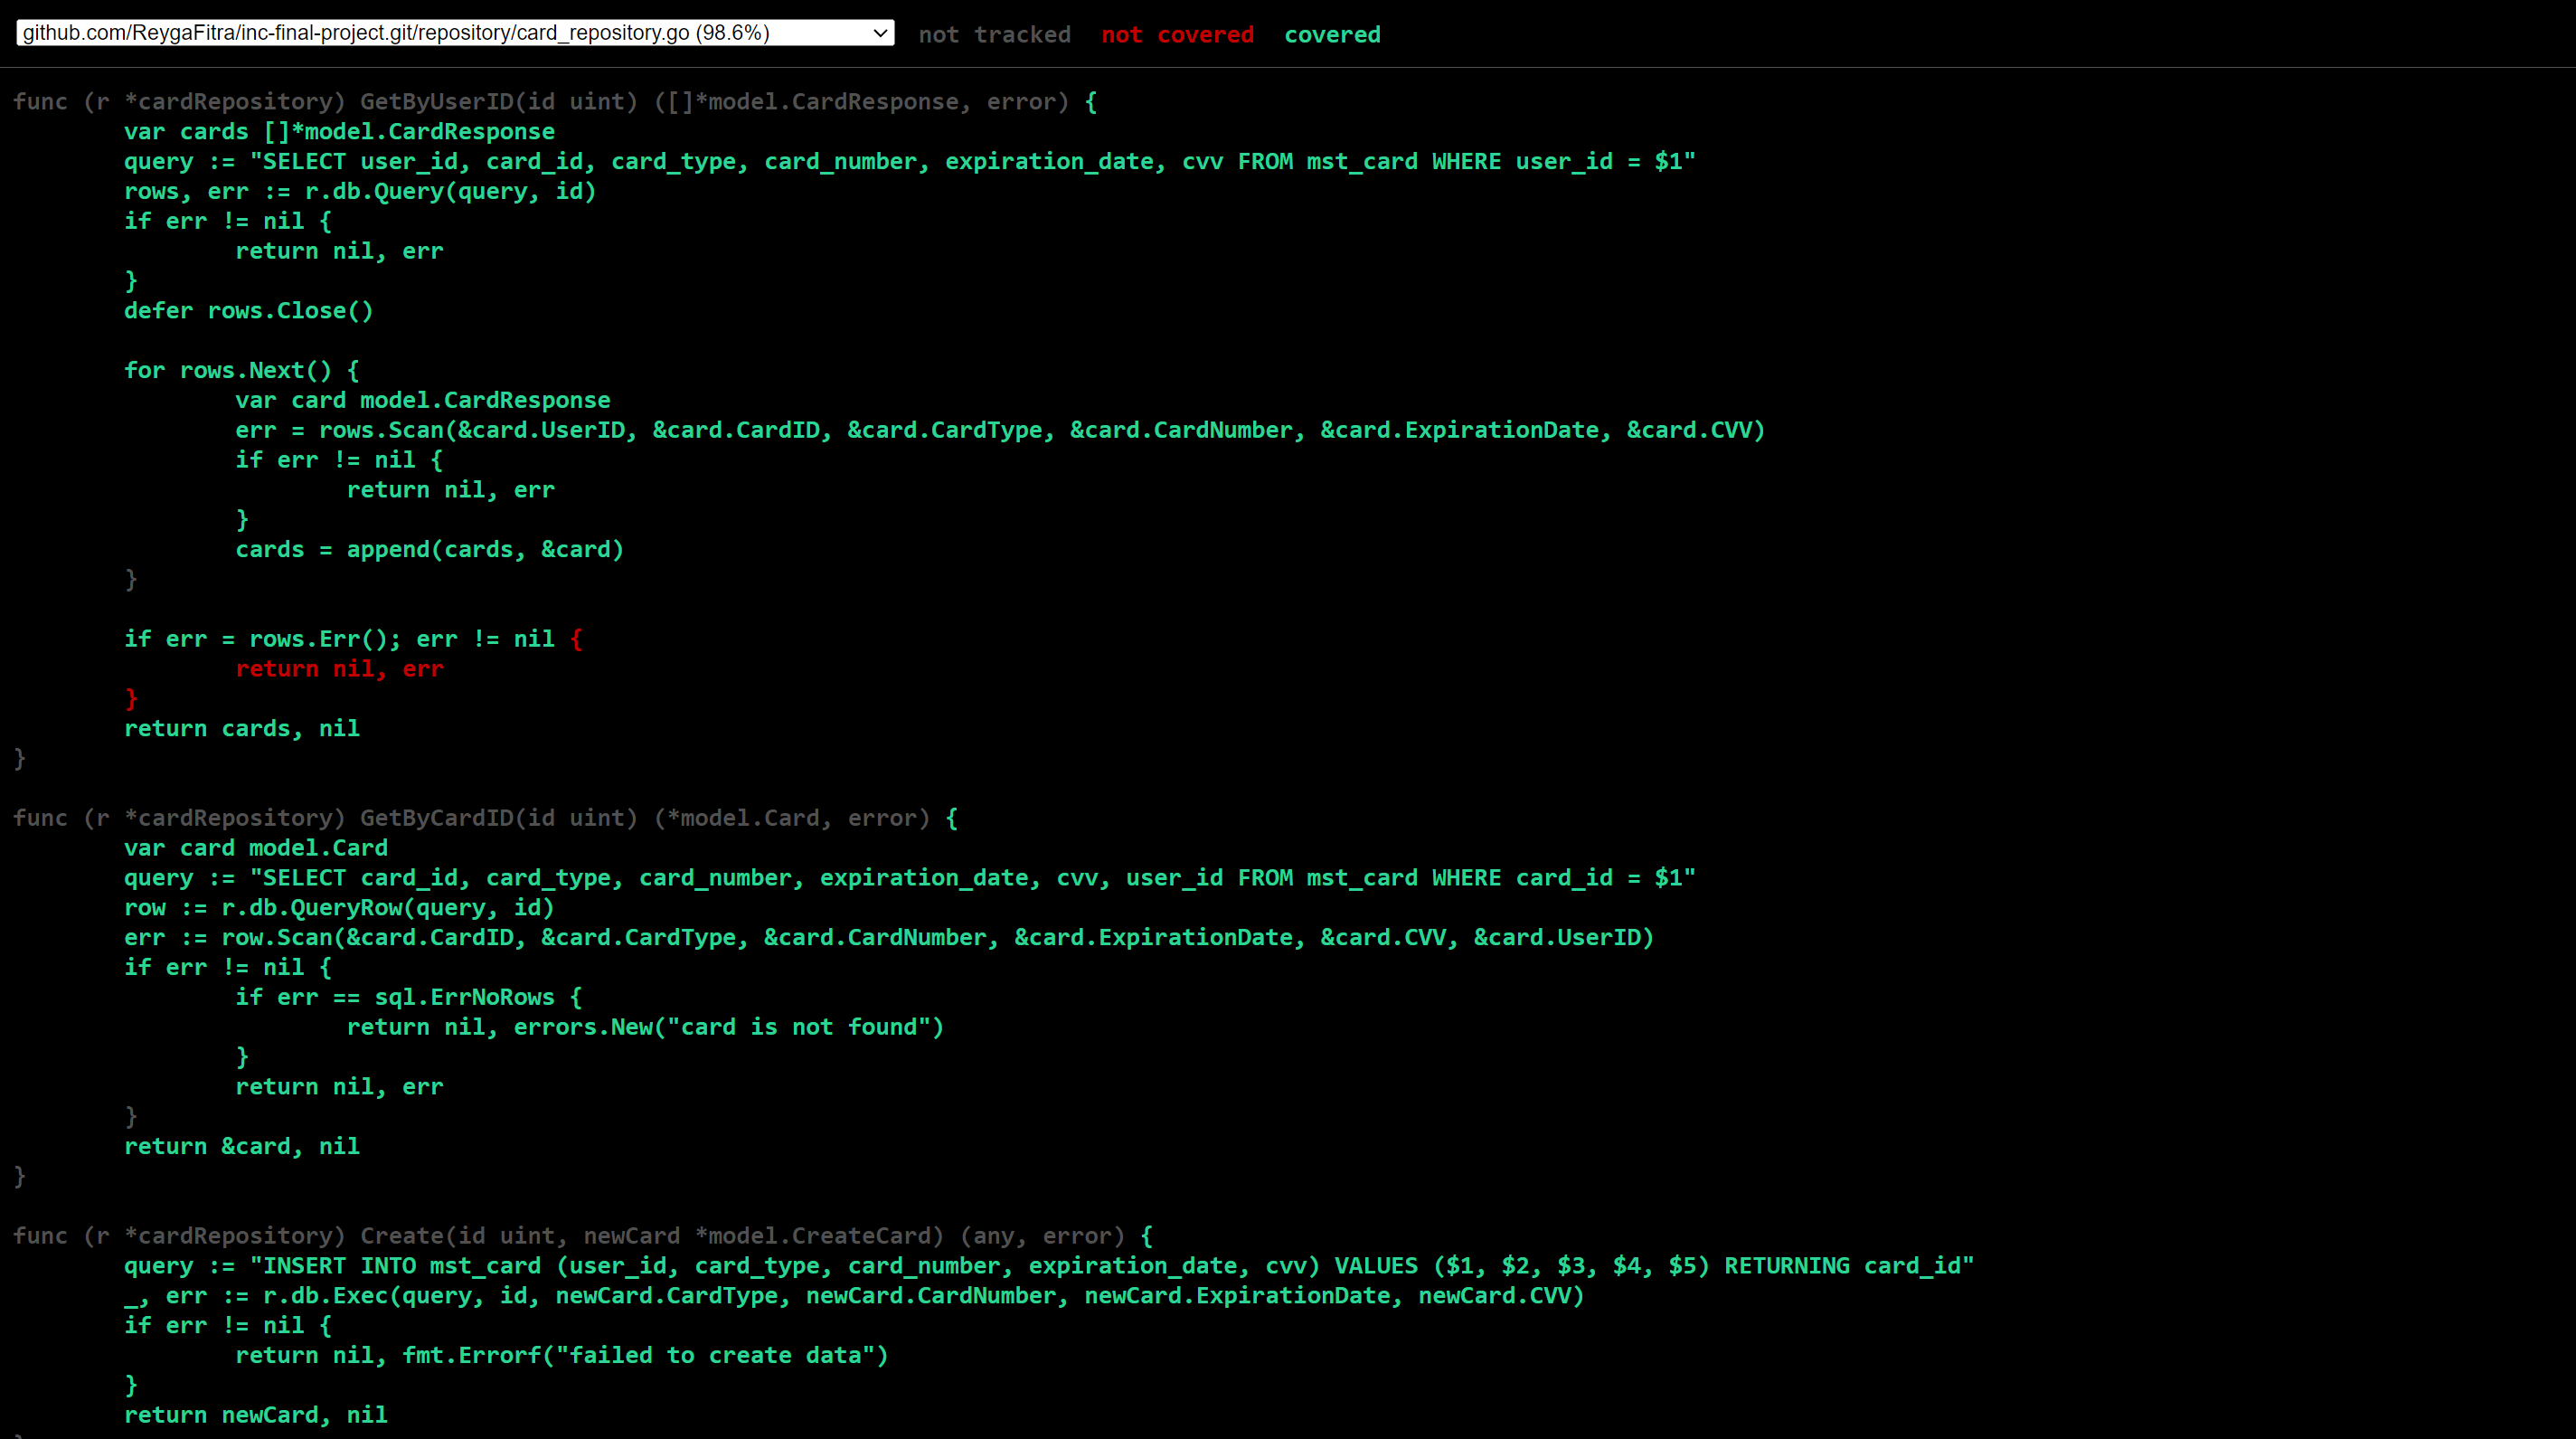 github.com/ReygaFitra/inc-final-project.git/repository/card_repository.go (98.6%) not tracked not covered covered
func (r *cardRepository) GetByUserID(id uint) ([]*model.CardResponse, error) {
var cards []*model.CardResponse
query := "SELECT user_id, card_id, card_type, card_number, expiration_date, cvv FROM mst_card WHERE user_id = $1"
rows, err := r.db.Query(query, id)
if err != nil {
return nil, err
}
defer rows.Close()
for rows.Next() {
var card model.CardResponse
err = rows.Scan(&card.UserID, &card.CardID, &card.CardType, &card.CardNumber, &card.ExpirationDate, &card.CVV)
if err != nil {
return nil, err
}
cards = append(cards, &card)
}
if err = rows.Err(); err != nil {
return nil, err
}
return cards, nil
}
func (r *cardRepository) GetByCardID(id uint) (*model.Card, error) {
var card model.Card
query := "SELECT card_id, card_type, card_number, expiration_date, cvv, user_id FROM mst_card WHERE card_id = $1"
row := r.db.QueryRow(query, id)
err := row.Scan(&card.CardID, &card.CardType, &card.CardNumber, &card.ExpirationDate, &card.CVV, &card.UserID)
if err != nil {
if err == sql.ErrNoRows {
return nil, errors.New("card is not found")
}
return nil, err
}
return &card, nil
}
func (r *cardRepository) Create(id uint, newCard *model.CreateCard) (any, error) {
query := "INSERT INTO mst_card (user_id, card_type, card_number, expiration_date, cvv) VALUES ($1, $2, $3, $4, $5) RETURNING card_id"
_, err := r.db.Exec(query, id, newCard.CardType, newCard.CardNumber, newCard.ExpirationDate, newCard.CVV)
if err != nil {
return nil, fmt.Errorf("failed to create data")
}
return newCard, nil
}